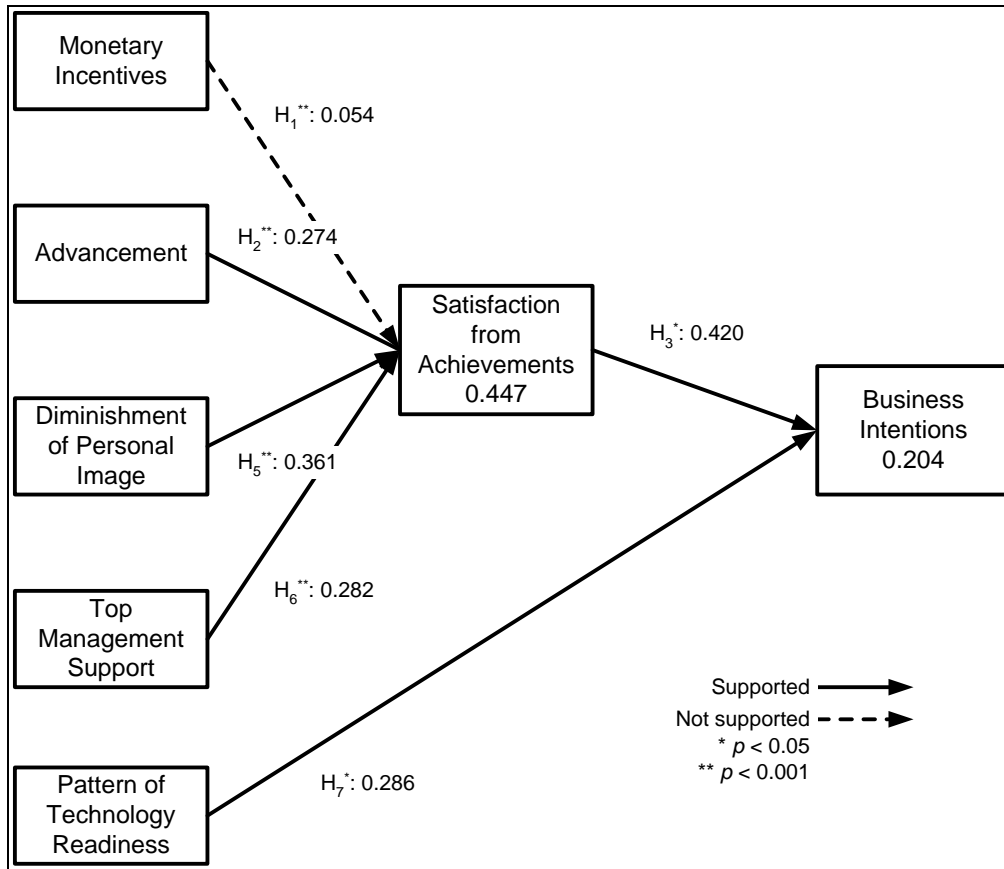 Monetary
Incentives
H1**: 0.054
Advancement
H2**: 0.274
Satisfaction
from
Achievements
0.447
H3*: 0.420
Business
Intentions
0.204
Diminishment
of Personal
Image
H5**: 0.361
Top
Management
Support
H6**: 0.282
Pattern of
Technology
Readiness
H7*: 0.286
Supported
Not supported
* p < 0.05
** p < 0.001